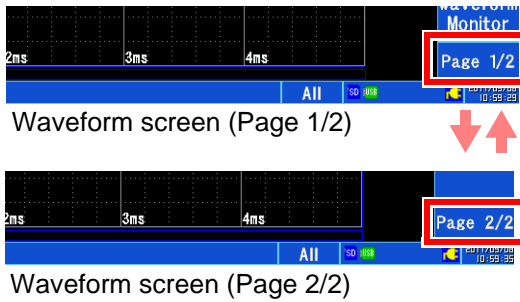 Waveform
Monitor
2ms 3ms 4ms
Page 1/2
All SD :USB
10:59:29
Waveform screen (Page 1/2)
2ms 3ms 4ms
Page 2/2
All SD :USB
10:59:35
Waveform screen (Page 2/2)